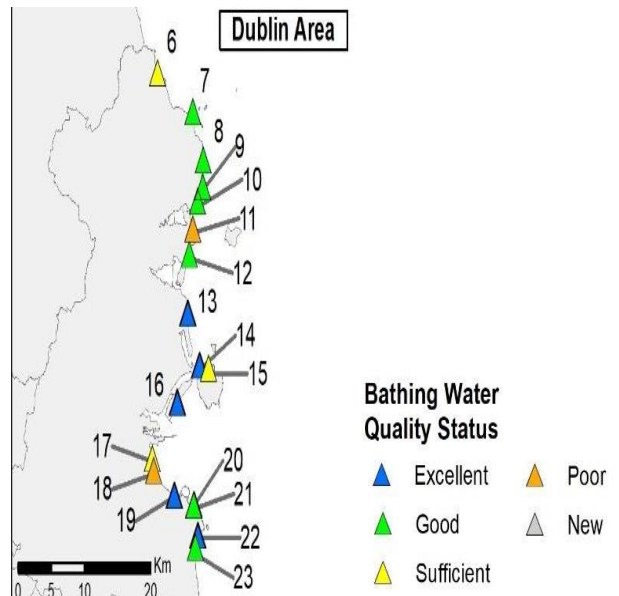 Dublin Area
6
7
8
9
10
11
12
13
14
15
16
17
18
19
20
21
22
23
Bathing Water
Quality Status
Excellent
Poor
Good
New
Sufficient
Km
0 5 10 20